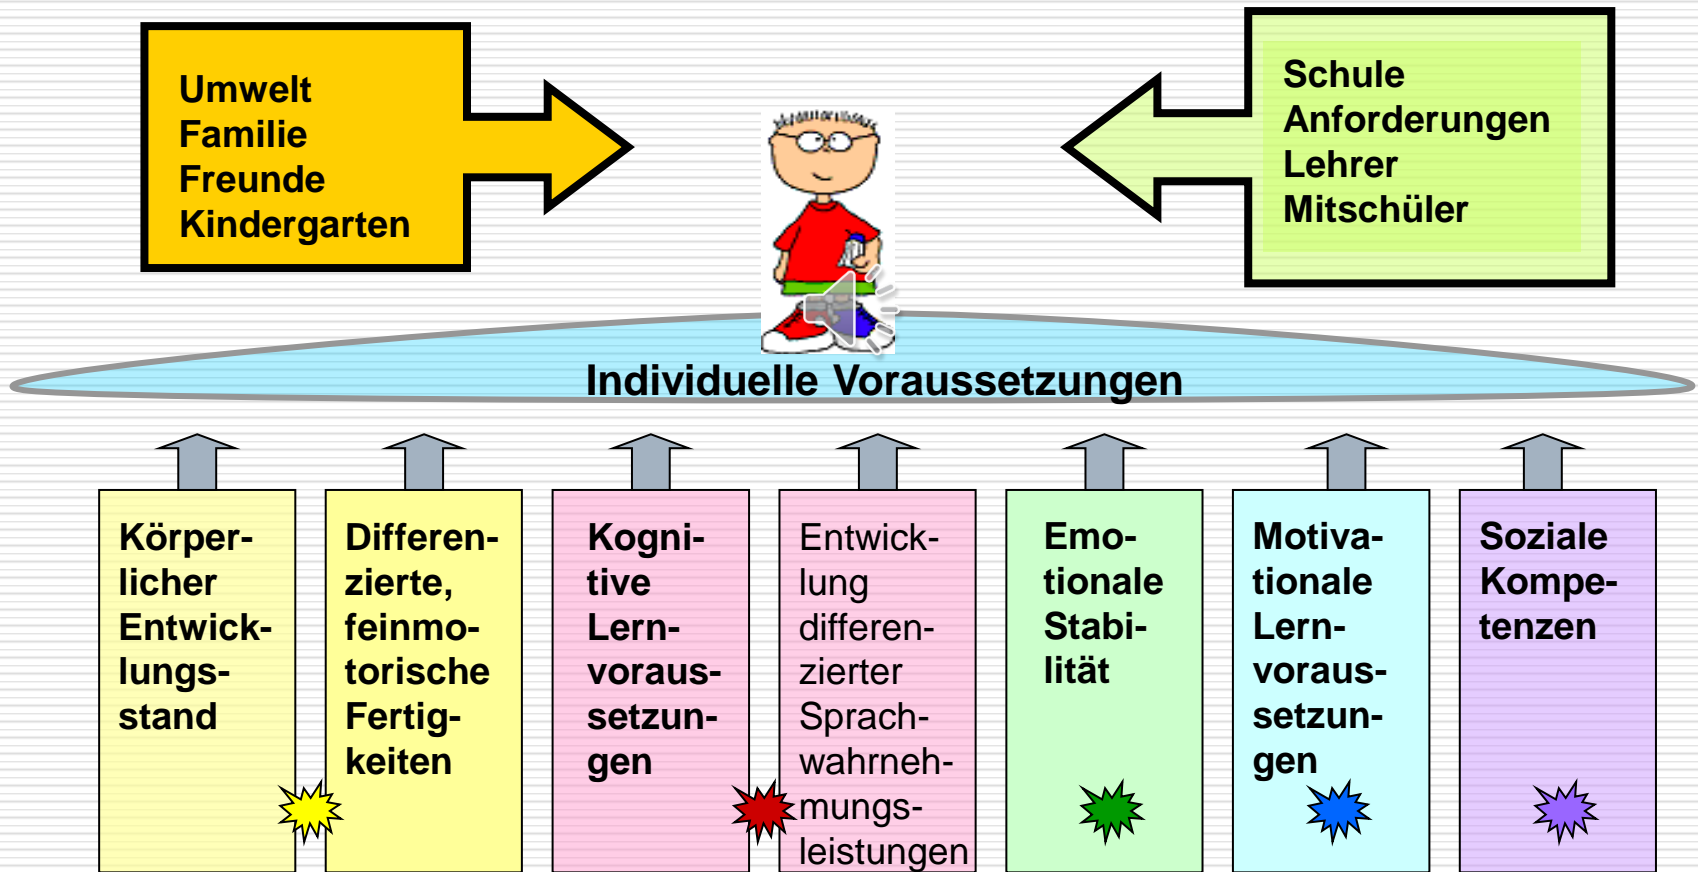 Umwelt
Familie
Freunde
Kindergarten
Schule
Anforderungen
Lehrer
Mitschüler
Individuelle Voraussetzungen
Körper-
licher
Entwick-
lungs-
stand
Differen-
zierte,
feinmo-
torische
Fertig-
keiten
Kogni-
tive
Lern-
voraus-
setzun-
gen
Entwick-
lung
differen-
zierter
Sprach-
wahrneh-
mungs-
leistungen
Emo-
tionale
Stabi-
lität
Motiva-
tionale
Lern-
voraus-
setzun-
gen
Soziale
Kompe-
tenzen